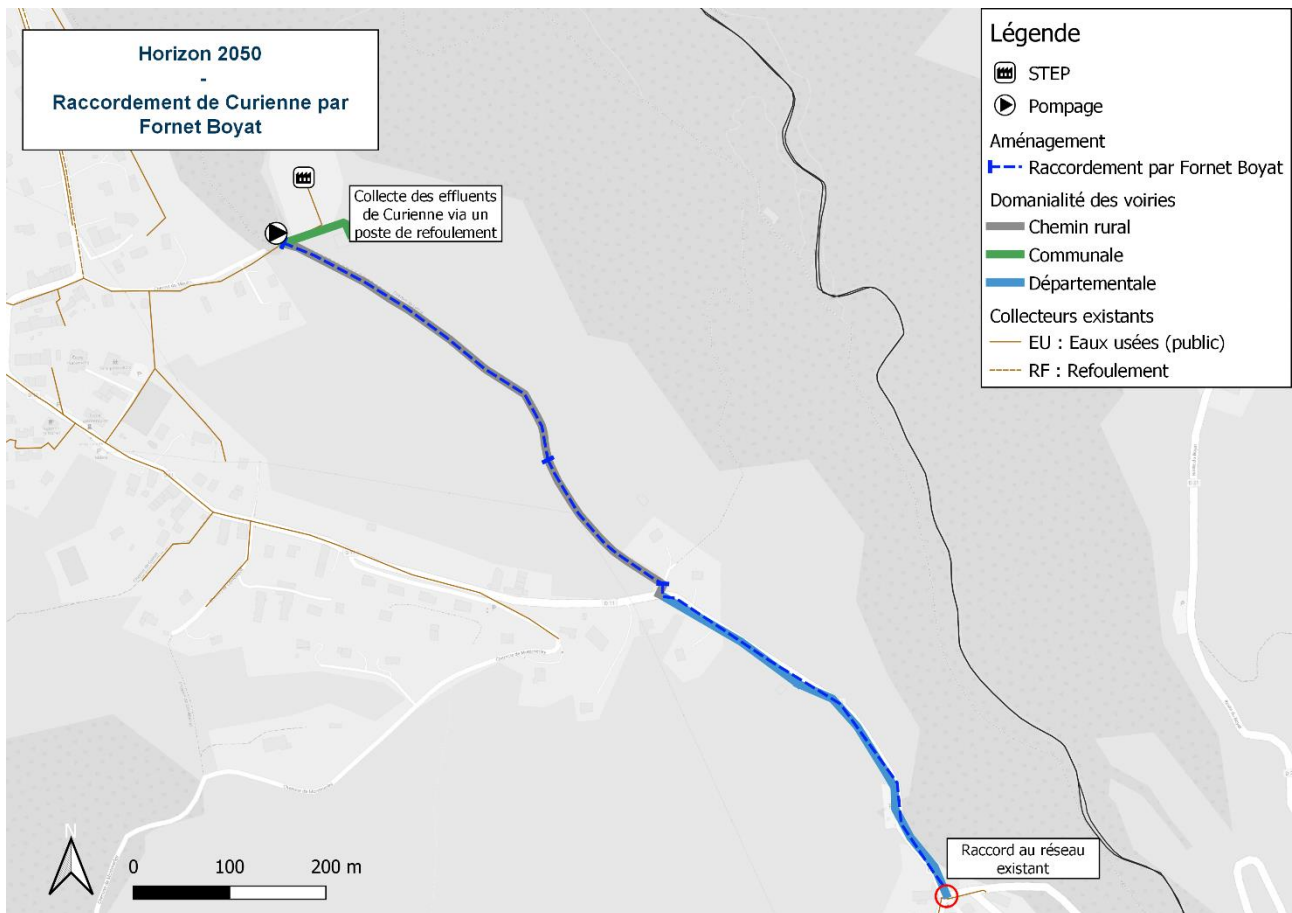 Horizon 2050
-
Raccordement de Curienne par
Fornet Boyat
Légende
STEP
Pompage
Aménagement
Raccordement par Fornet Boyat
Domanialité des voiries
Chemin rural
Communale
Départementale
Collecteurs existants
EU : Eaux usées (public)
RF : Refoulement
Collecte des effluents
de Curienne via un
poste de refoulement
Raccord au réseau
existant
N
0 100 200 m